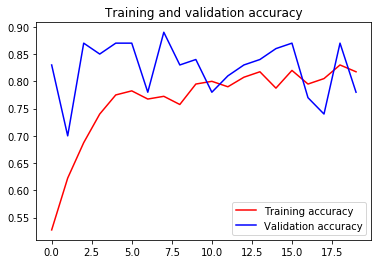 Training and validation accuracy
0.90
0.85
0.80
0.75
0.70
0.65
0.60
0.55
0.0 2.5 5.0 7.5 10.0 12.5 15.0 17.5
Training accuracy
Validation accuracy